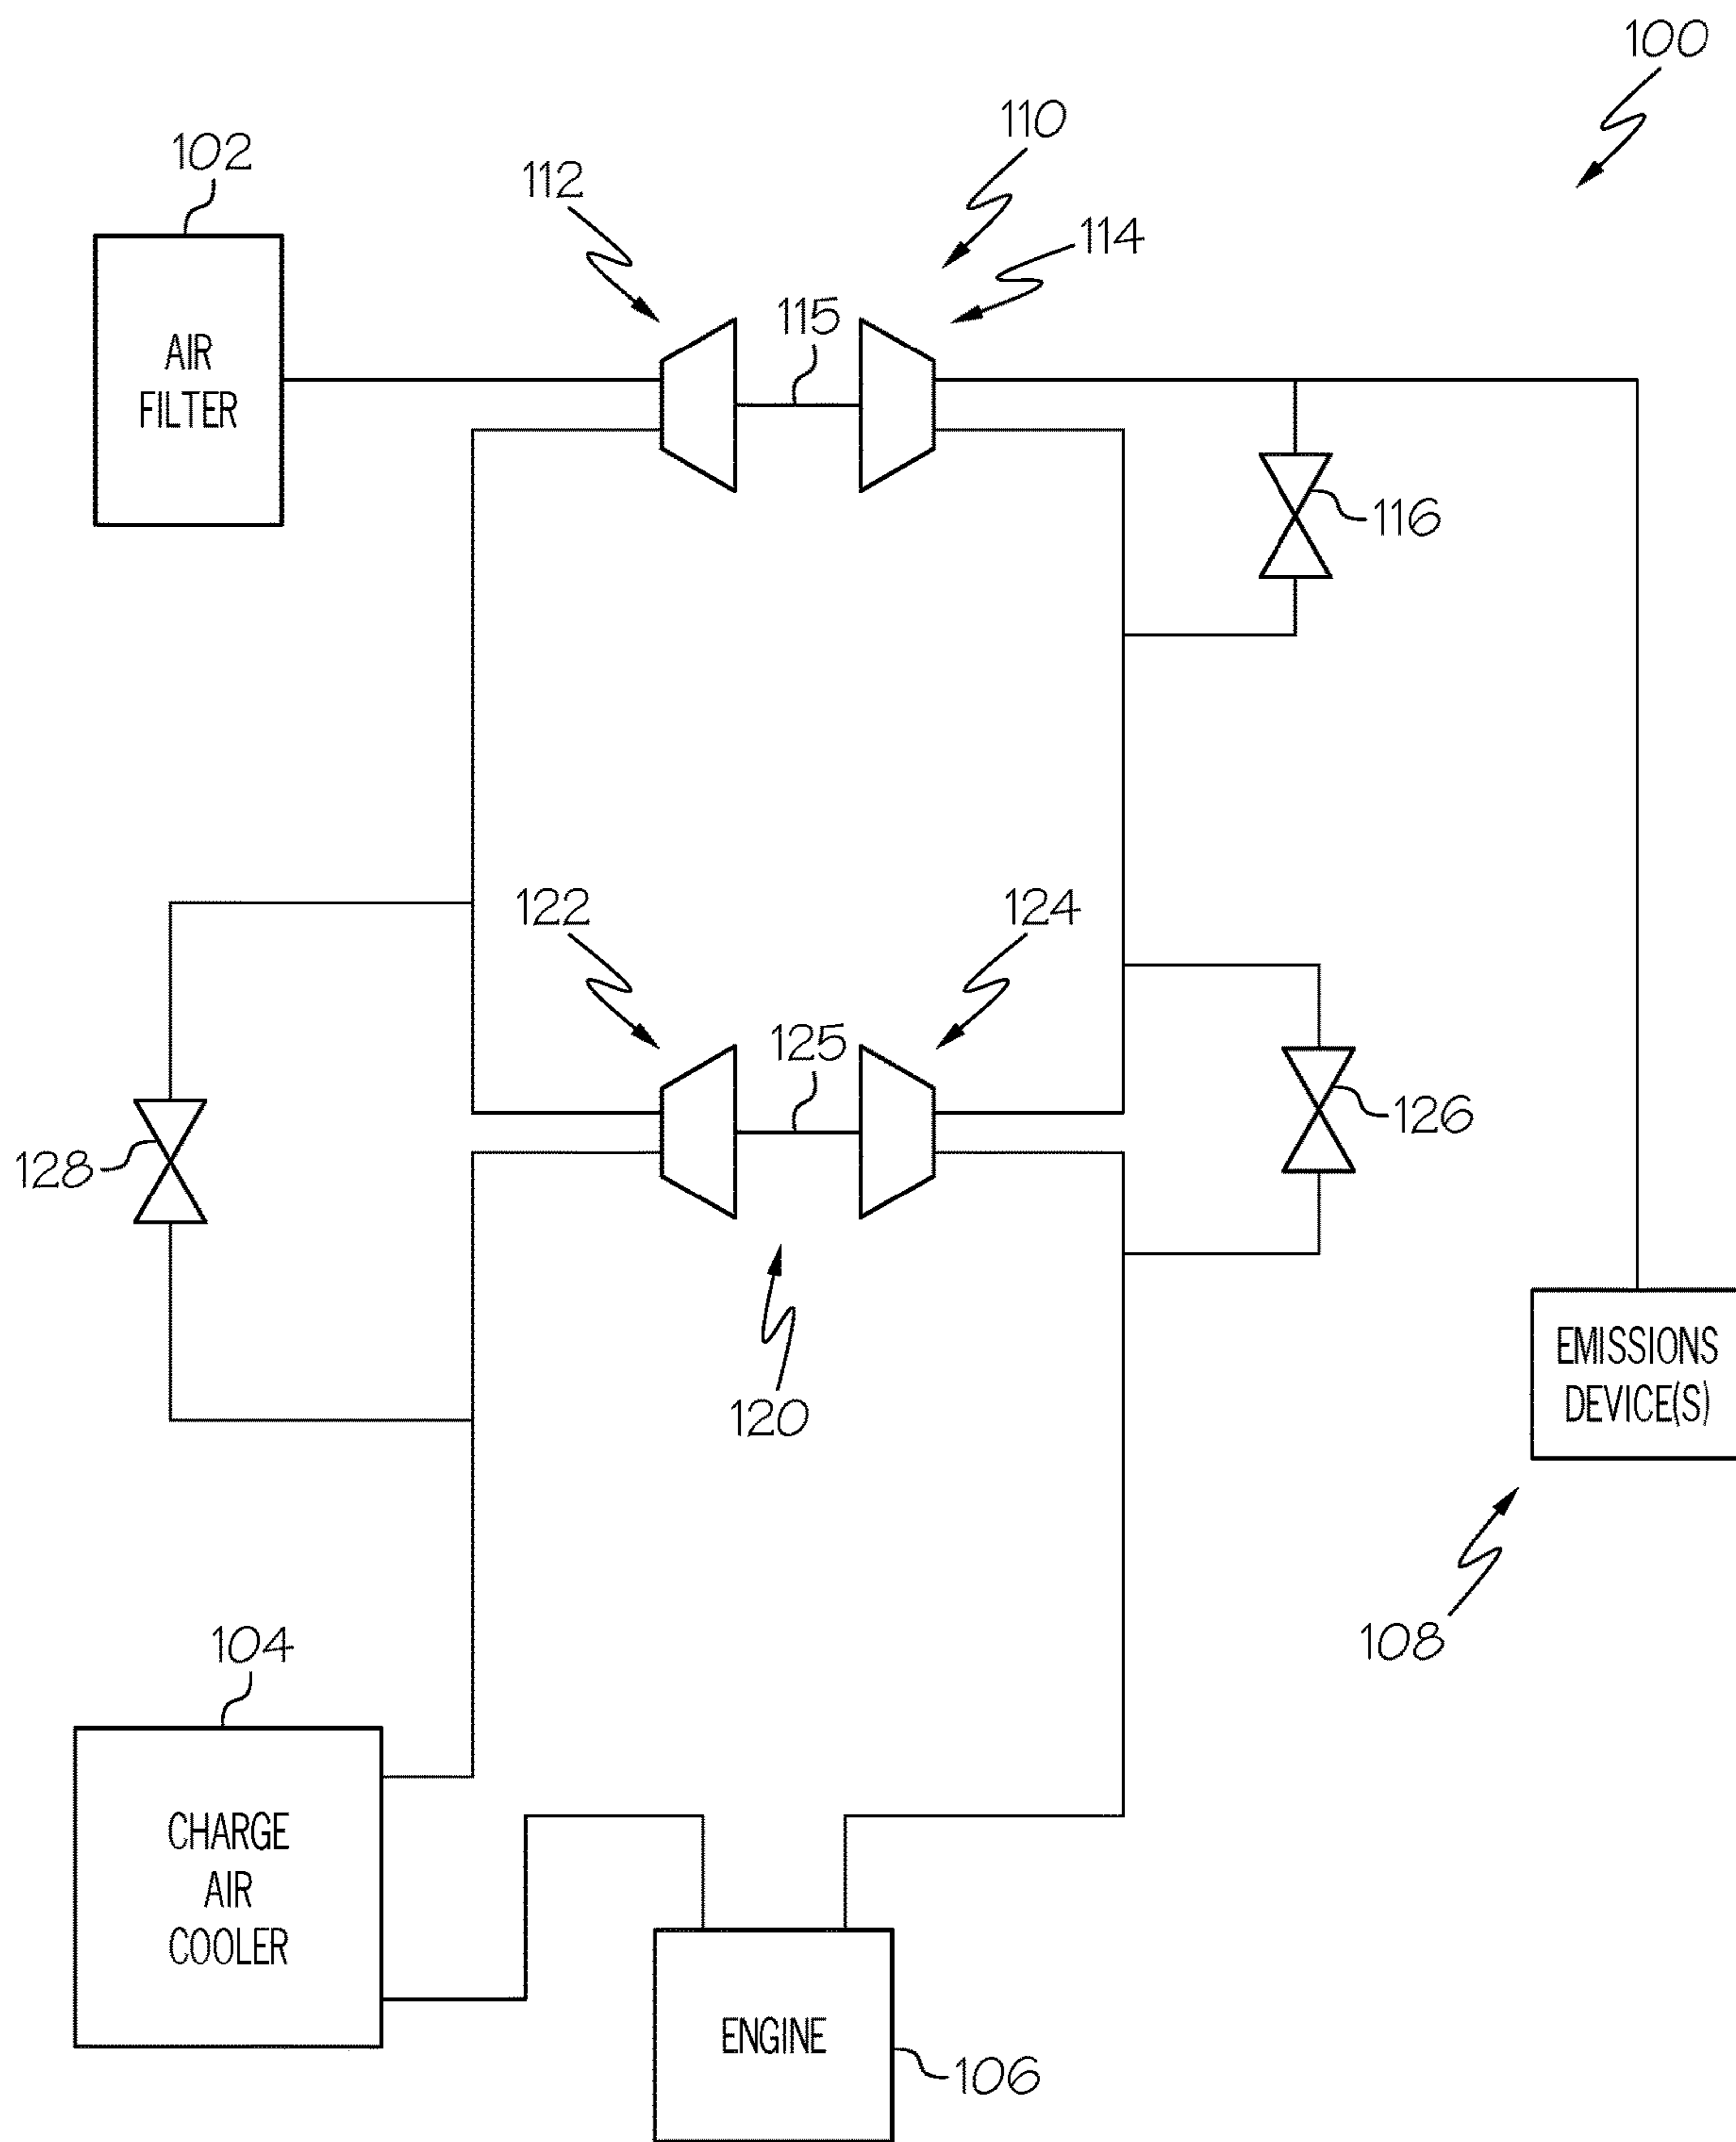 100
110
102
112
114
115
AIR
FILTER
116
122
124
125
126
128
EMISSIONS
DEVICE(S)
120
108
104
CHARGE
AIR
COOLER
ENGINE
106